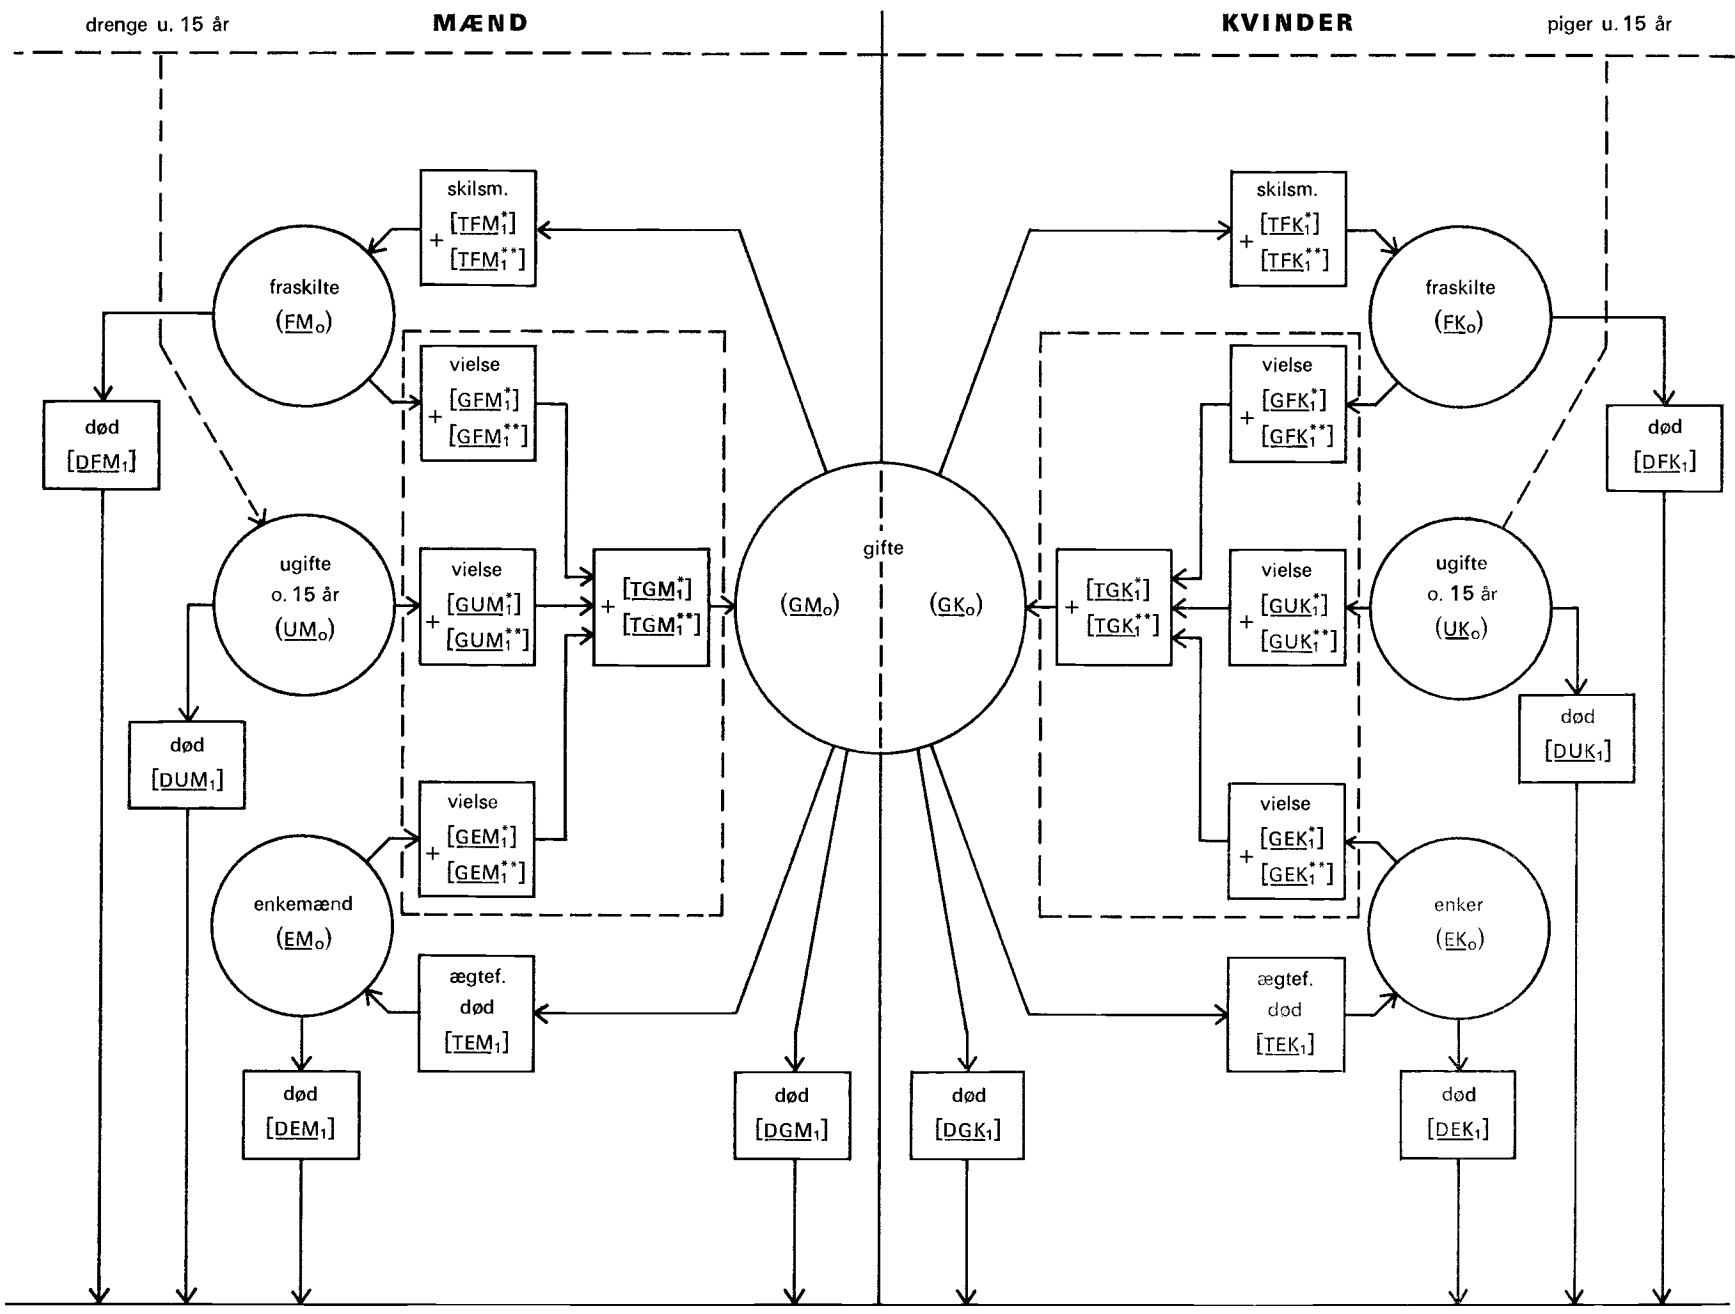 drenge u. 15 år
MÆND
KVINDER
piger u. 15 år
skilsm.
[TFM₁*]
+
[TFM₁**]
fraskilte
(FM₀)
vielse
[GFM₁*]
+
[GFM₁**]
død
[DFM₁]
ugifte
o. 15 år
(UM₀)
vielse
[GUM₁*]
+
[GUM₁**]
[TGM₁*]
+
[TGM₁**]
død
[DUM₁]
vielse
[GEM₁*]
+
[GEM₁**]
enkemænd
(EM₀)
ægtef.
død
[TEM₁]
død
[DEM₁]
død
[DGM₁]
gifte
(GM₀)
(GK₀)
skilsm.
[TFK₁*]
+
[TFK₁**]
fraskilte
(FK₀)
vielse
[GFK₁*]
+
[GFK₁**]
død
[DFK₁]
[TGK₁*]
+
[TGK₁**]
vielse
[GUK₁*]
+
[GUK₁**]
ugifte
o. 15 år
(UK₀)
død
[DUK₁]
vielse
[GEK₁*]
+
[GEK₁**]
enker
(EK₀)
ægtef.
død
[TEK₁]
død
[DGK₁]
død
[DEK₁]